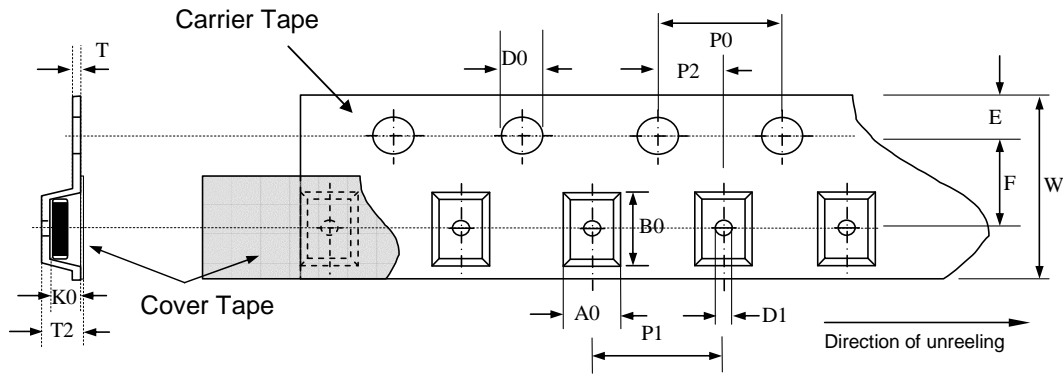 Carrier Tape
T
D0
P0
P2
E
F
W
B0
K0
Cover Tape
T2
A0
P1
D1
Direction of unreeling